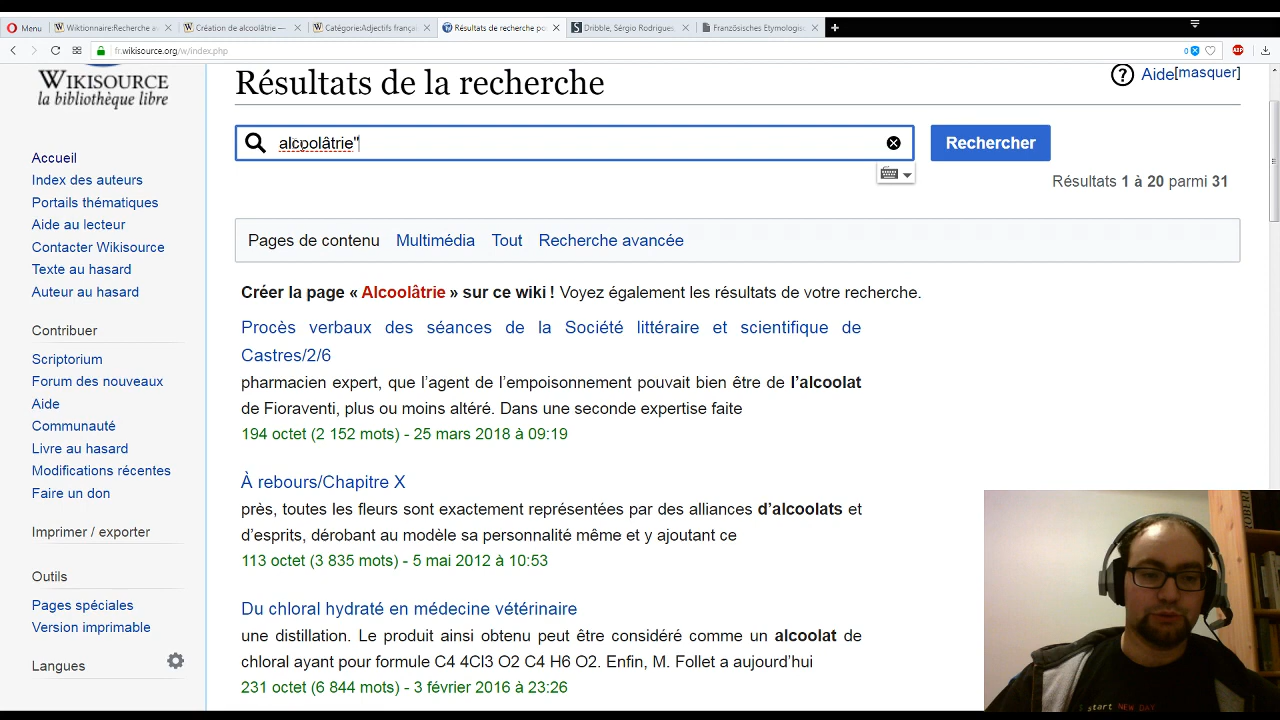 Menu
Wiktionnaire:Recherche a
Création de alcoolâtrie —
Catégorie:Adjectifs françai
Résultats de recherche po
Dribble, Sérgio Rodrigues,
Französisches Etymologis
fr.wikisource.org/w/index.php
0
ABP
WIKISOURCE
la bibliothèque libre
Résultats de la recherche
Aide[masquer]
alcoolâtrie"
Rechercher
Résultats 1 à 20 parmi 31
Accueil
Index des auteurs
Portails thématiques
Aide au lecteur
Contacter Wikisource
Texte au hasard
Auteur au hasard
Contribuer
Scriptorium
Forum des nouveaux
Aide
Communauté
Livre au hasard
Modifications récentes
Faire un don
Imprimer / exporter
Outils
Pages spéciales
Version imprimable
Langues
Pages de contenu Multimédia Tout Recherche avancée
Créer la page « Alcoolâtrie » sur ce wiki ! Voyez également les résultats de votre recherche.
Procès verbaux des séances de la Société littéraire et scientifique de
Castres/2/6
pharmacien expert, que l’agent de l’empoisonnement pouvait bien être de l’alcoolat
de Fioraventi, plus ou moins altéré. Dans une seconde expertise faite
194 octet (2 152 mots) - 25 mars 2018 à 09:19
À rebours/Chapitre X
près, toutes les fleurs sont exactement représentées par des alliances d’alcoolats et
d’esprits, dérobant au modèle sa personnalité même et y ajoutant ce
113 octet (3 835 mots) - 5 mai 2012 à 10:53
Du chloral hydraté en médecine vétérinaire
une distillation. Le produit ainsi obtenu peut être considéré comme un alcoolat de
chloral ayant pour formule C4 4Cl3 O2 C4 H6 O2. Enfin, M. Follet a aujourd’hui
231 octet (6 844 mots) - 3 février 2016 à 23:26
start NEW DAY